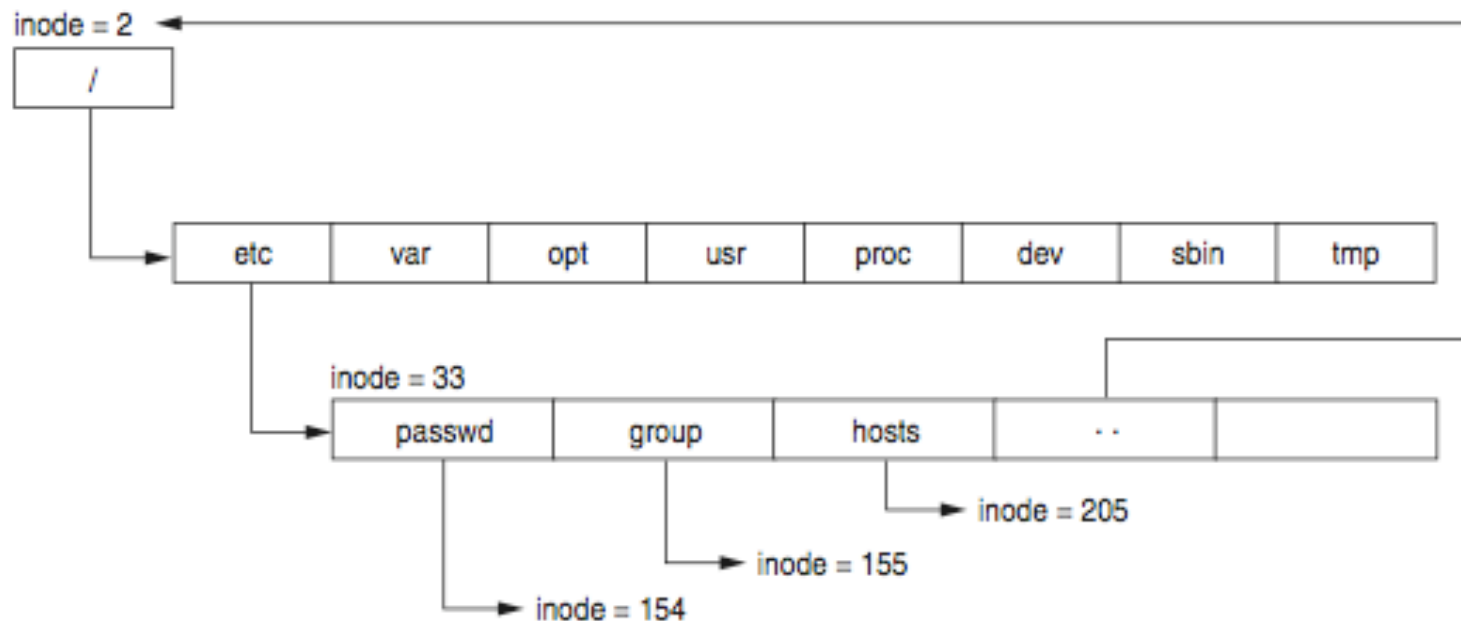 inode = 2
/
etc var opt usr proc dev sbin tmp
inode = 33
passwd group hosts . .
inode = 205
inode = 155
inode = 154